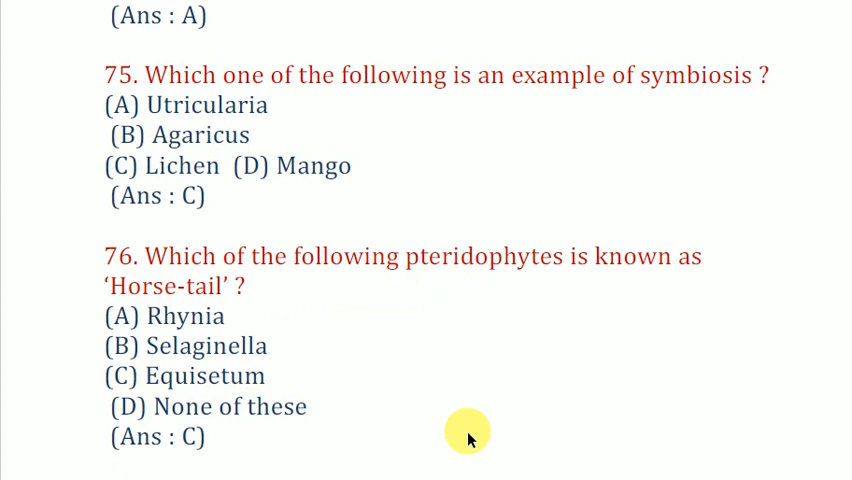 (Ans : A)
75. Which one of the following is an example of symbiosis ?
(A) Utricularia
(B) Agaricus
(C) Lichen (D) Mango
(Ans : C)
76. Which of the following pteridophytes is known as
‘Horse-tail’ ?
(A) Rhynia
(B) Selaginella
(C) Equisetum
(D) None of these
(Ans : C)